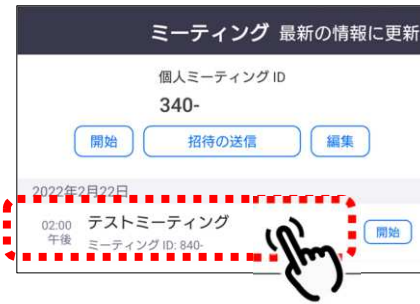 ミーティング 最新の情報に更新
個人ミーティング ID
340-
開始 招待の送信 編集
2022年2月22日
02:00 テストミーティング 開始
午後 ミーティング ID: 840-